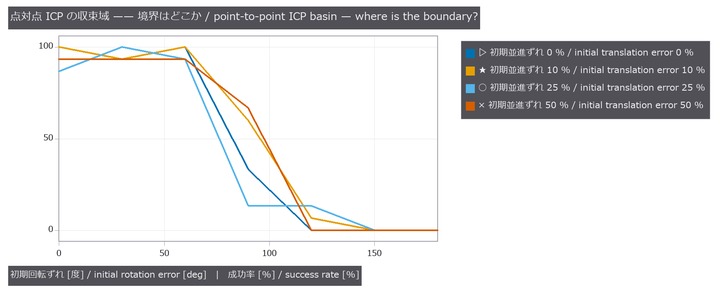 点対点 ICP の収束域 —— 境界はどこか / point-to-point ICP basin — where is the boundary?
▷ 初期並進ずれ 0 % / initial translation error 0 %
★ 初期並進ずれ 10 % / initial translation error 10 %
○ 初期並進ずれ 25 % / initial translation error 25 %
× 初期並進ずれ 50 % / initial translation error 50 %
100
50
0
0 50 100 150
初期回転ずれ [度] / initial rotation error [deg] | 成功率 [%] / success rate [%]